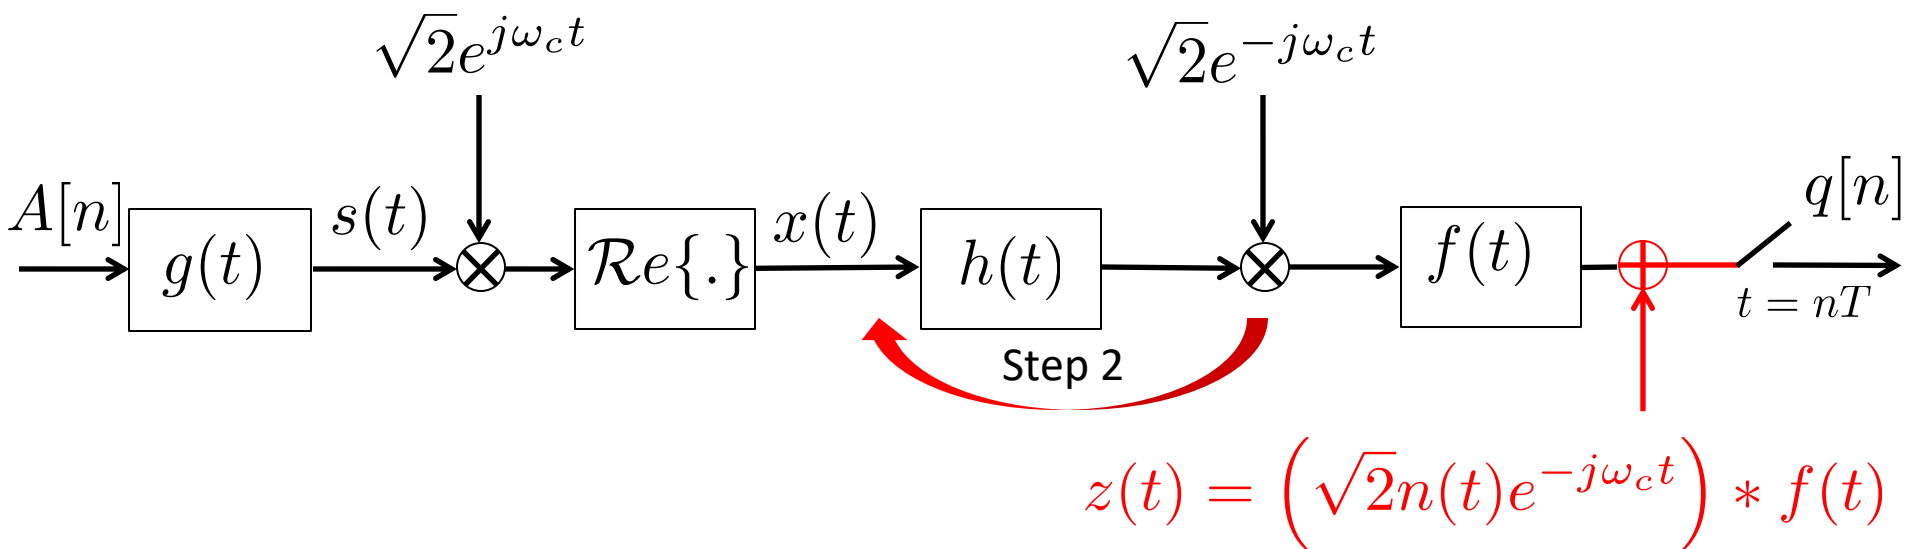 √2e^{jω_c t} √2e^{-jω_c t}
A[n] g(t) s(t) Re{.} x(t) h(t) f(t) q[n]
t = nT
Step 2
z(t) = (√2n(t)e^{-jω_c t}) * f(t)